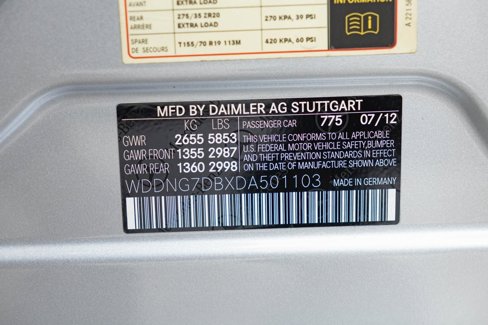 AVANT EXTRA LOAD
REAR 275/35 ZR20 270 KPA, 39 PSI
ARRIERE EXTRA LOAD
SPARE T155/70 R19 113M 420 KPA, 60 PSI
DE SECOURS
INFORMATION
A 221 58
MFD BY DAIMLER AG STUTTGART
KG LBS PASSENGER CAR 775 07/12
GVWR 2655 5853
GAWR FRONT 1355 2987
GAWR REAR 1360 2998
THIS VEHICLE CONFORMS TO ALL APPLICABLE
U.S. FEDERAL MOTOR VEHICLE SAFETY,BUMPER
AND THEFT PREVENTION STANDARDS IN EFFECT
ON THE DATE OF MANUFACTURE SHOWN ABOVE.
WDDNG7DBXDA501103 MADE IN GERMANY